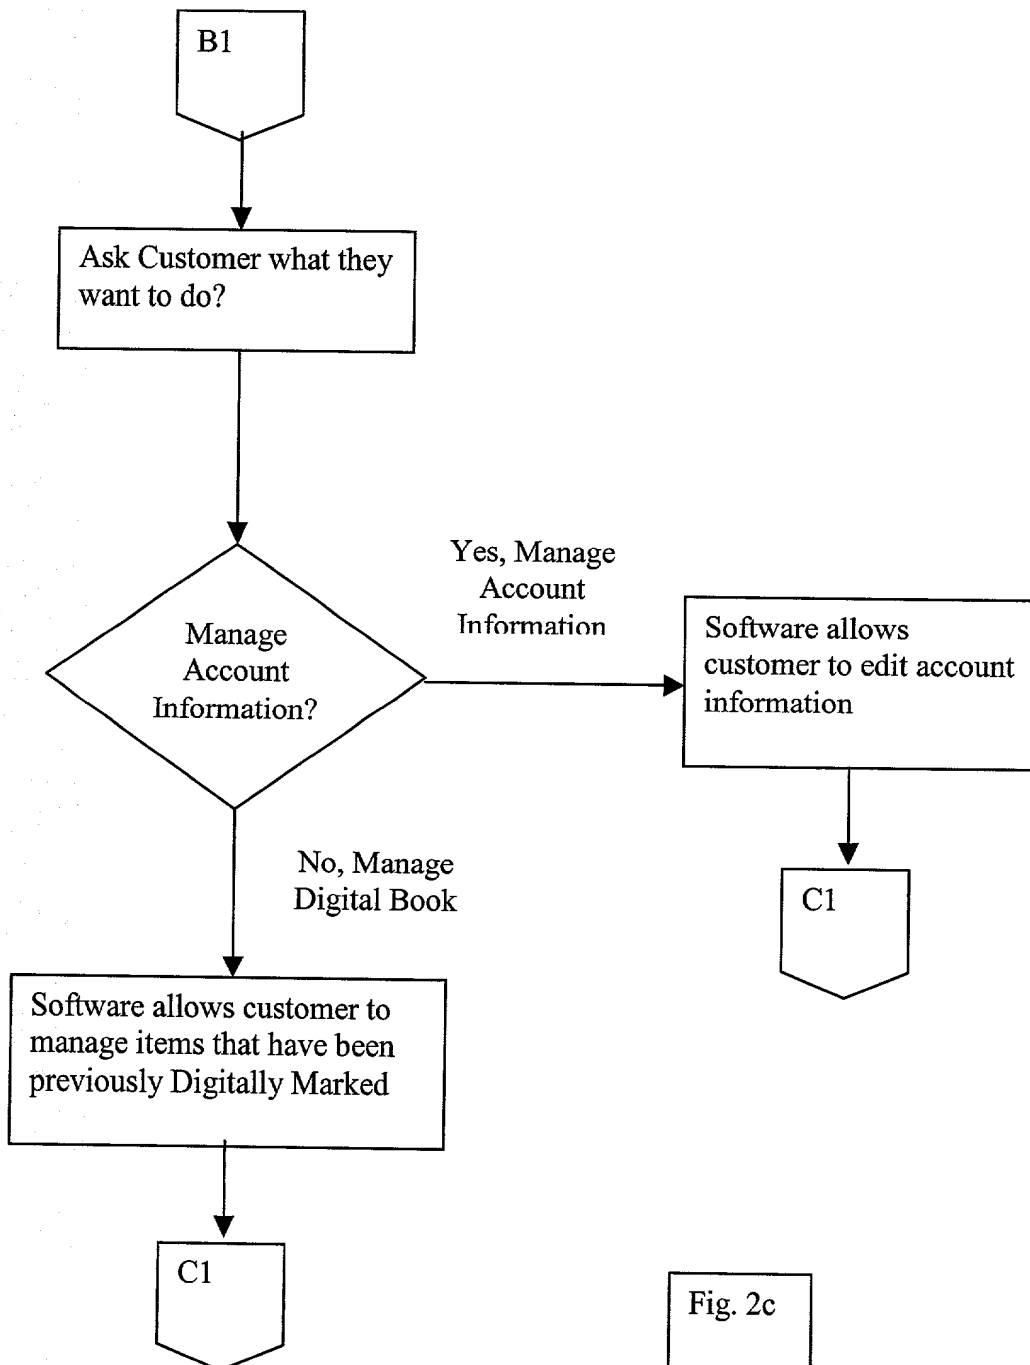 B1
Ask Customer what they
want to do?
Manage
Account
Information?
Yes, Manage
Account
Information
Software allows
customer to edit account
information
C1
No, Manage
Digital Book
Software allows customer to
manage items that have been
previously Digitally Marked
C1
Fig. 2c